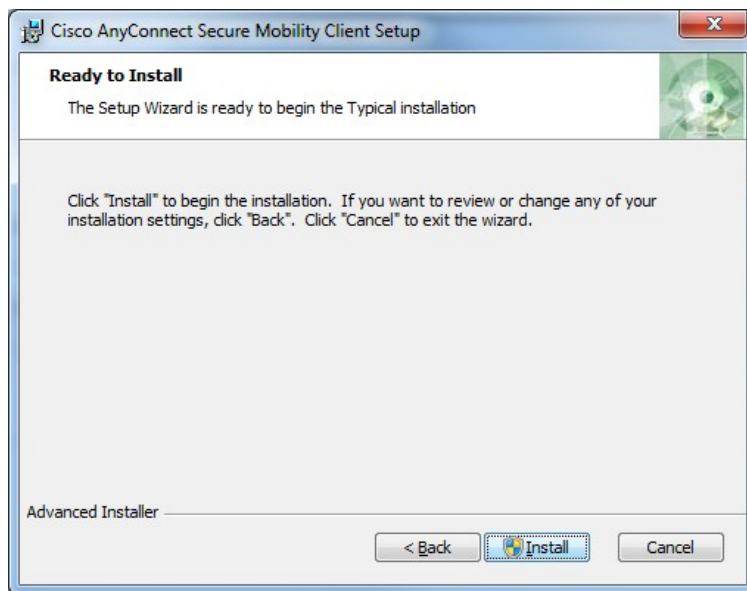 Cisco AnyConnect Secure Mobility Client Setup
Ready to Install
The Setup Wizard is ready to begin the Typical installation
Click "Install" to begin the installation. If you want to review or change any of your
installation settings, click "Back". Click "Cancel" to exit the wizard.
Advanced Installer
< Back Install Cancel